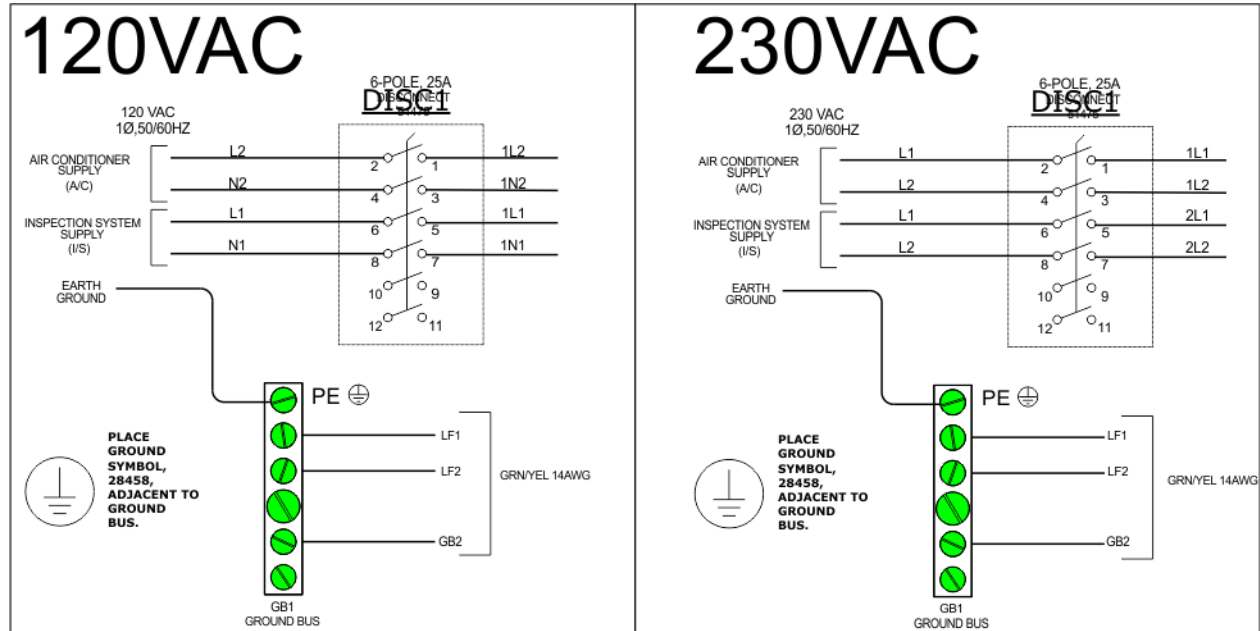 120VAC
6-POLE, 25A
DISCONNECT
DISC1
120 VAC
1Ø,50/60HZ
AIR CONDITIONER
SUPPLY
(A/C)
L2
2
1
1L2
N2
4
3
1N2
INSPECTION SYSTEM
SUPPLY
(I/S)
L1
6
5
1L1
N1
8
7
1N1
10
9
12
11
EARTH
GROUND
PE
LF1
LF2
GRN/YEL 14AWG
GB2
PLACE
GROUND
SYMBOL,
28458,
ADJACENT TO
GROUND
BUS.
GB1
GROUND BUS
230VAC
6-POLE, 25A
DISCONNECT
DISC1
230 VAC
1Ø,50/60HZ
AIR CONDITIONER
SUPPLY
(A/C)
L1
2
1
1L1
L2
4
3
1L2
INSPECTION SYSTEM
SUPPLY
(I/S)
L1
6
5
2L1
L2
8
7
2L2
10
9
12
11
EARTH
GROUND
PE
LF1
LF2
GRN/YEL 14AWG
GB2
PLACE
GROUND
SYMBOL,
28458,
ADJACENT TO
GROUND
BUS.
GB1
GROUND BUS